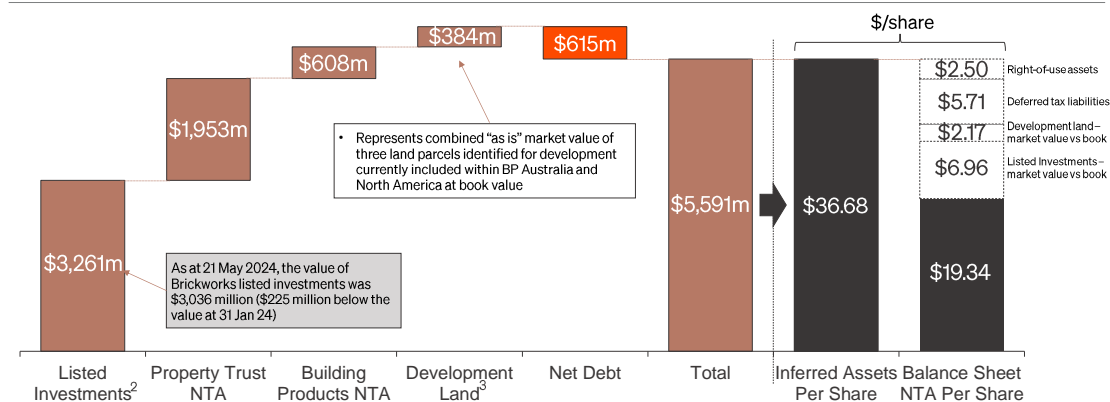 $/share
$384m
$615m
$608m
$2.50
Right-of-use assets
$5.71
Deferred tax liabilities
$1,953m
• Represents combined “as is” market value of
three land parcels identified for development
currently included within BP Australia and
North America at book value
$2.17
Development land –
market value vs book
$6.96
Listed Investments –
market value vs book
$5,591m
$36.68
$3,261m
As at 21 May 2024, the value of
Brickworks listed investments was
$3,036 million ($225 million below the
value at 31 Jan 24)
$19.34
Listed
Investments2
Property Trust
NTA
Building
Products NTA
Development
Land3
Net Debt
Total
Inferred Assets
Per Share
Balance Sheet
NTA Per Share